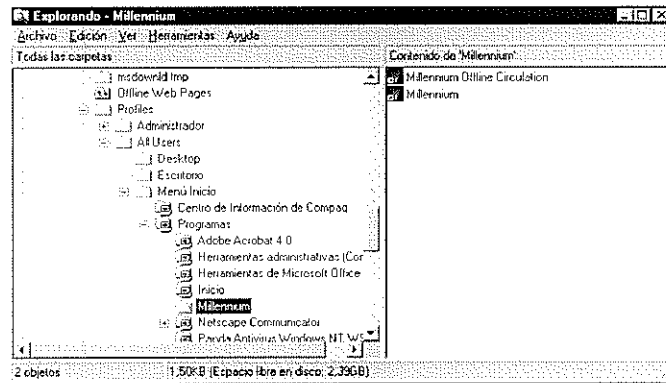 Explorando - Millennium
Archivo Edición Ver Herramientas Ayuda
Todas las carpetas
Contenido de 'Millennium'
msdownld.tmp
Offline Web Pages
Profiles
Administrador
All Users
Desktop
Escritorio
Menú Inicio
Centro de Información de Compaq
Programas
Adobe Acrobat 4.0
Herramientas administrativas (Cor
Herramientas de Microsoft Office
Inicio
Millennium
Netscape Communicator
Panda Antivirus Windows NT WS
Millennium Offline Circulation
Millennium
2 objetos
1,50KB (Espacio libre en disco: 2,39GB)